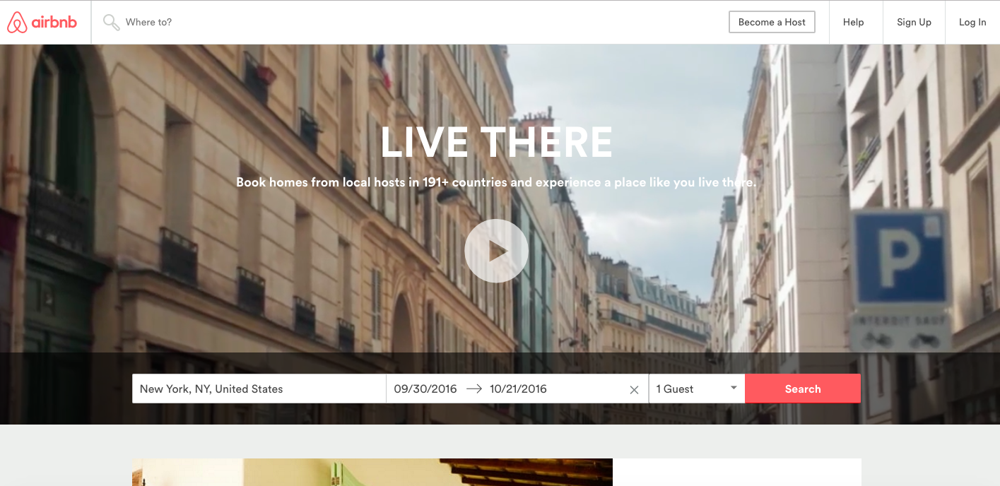 airbnb
Where to?
Become a Host
Help
Sign Up
Log In
LIVE THERE
Book homes from local hosts in 191+ countries and experience a place like you live there.
P
INTERDIT SAUF
New York, NY, United States
09/30/2016 → 10/21/2016
1 Guest
Search